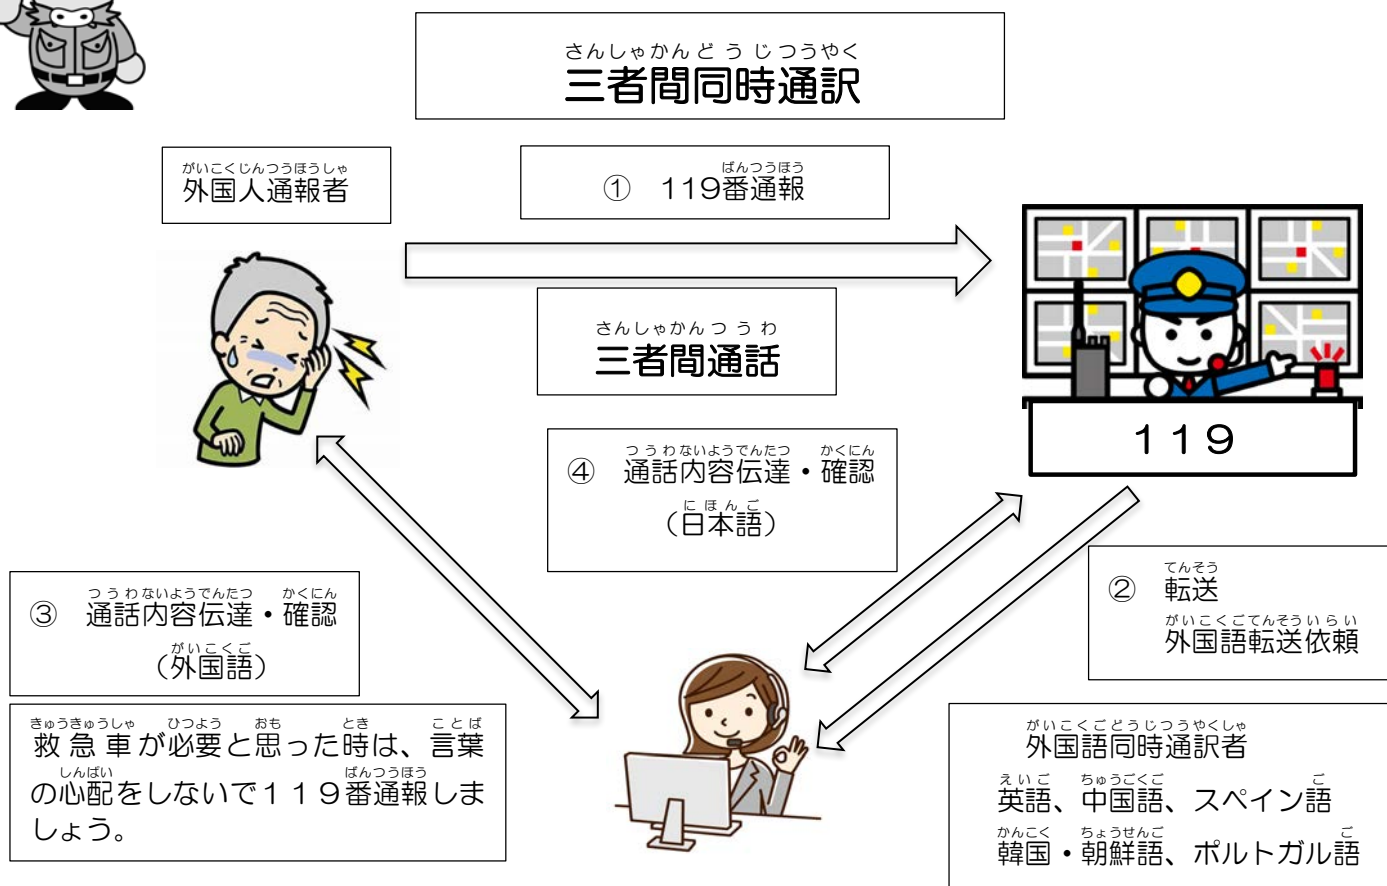 さんしゃかんどうじつうやく
三者間同時通訳
がいこくじんつうほうしゃ
外国人通報者
ばんつうほう
① 119番通報
さんしゃかんつうわ
三者間通話
119
つうわないようでんたつ かくにん
④ 通話内容伝達・確認
にほんご
（日本語）
てんそう
② 転送
がいこくごてんそういらい
外国語転送依頼
つうわないようでんたつ かくにん
③ 通話内容伝達・確認
がいこくご
（外国語）
きゅうきゅうしゃ ひつよう おも とき ことば
救急車が必要と思った時は、言葉
しんぱい ばんつうほう
の心配をしないで１１９番通報しま
しょう。
がいこくごどうじつうやくしゃ
外国語同時通訳者
えいご ちゅうごくご ご
英語、中国語、スペイン語
かんこく ちょうせんご ご
韓国・朝鮮語、ポルトガル語